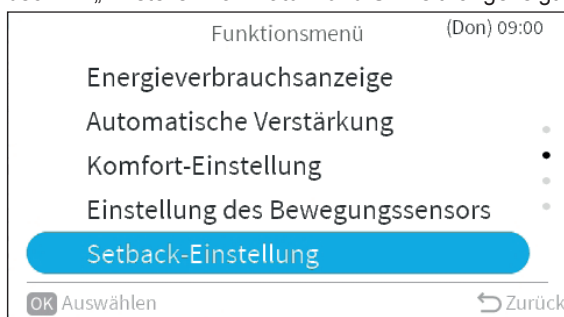 Funktionsmenü (Don) 09:00
Energieverbrauchsanzeige
Automatische Verstärkung
Komfort-Einstellung
Einstellung des Bewegungssensors
Setback-Einstellung
OK Auswählen Zurück